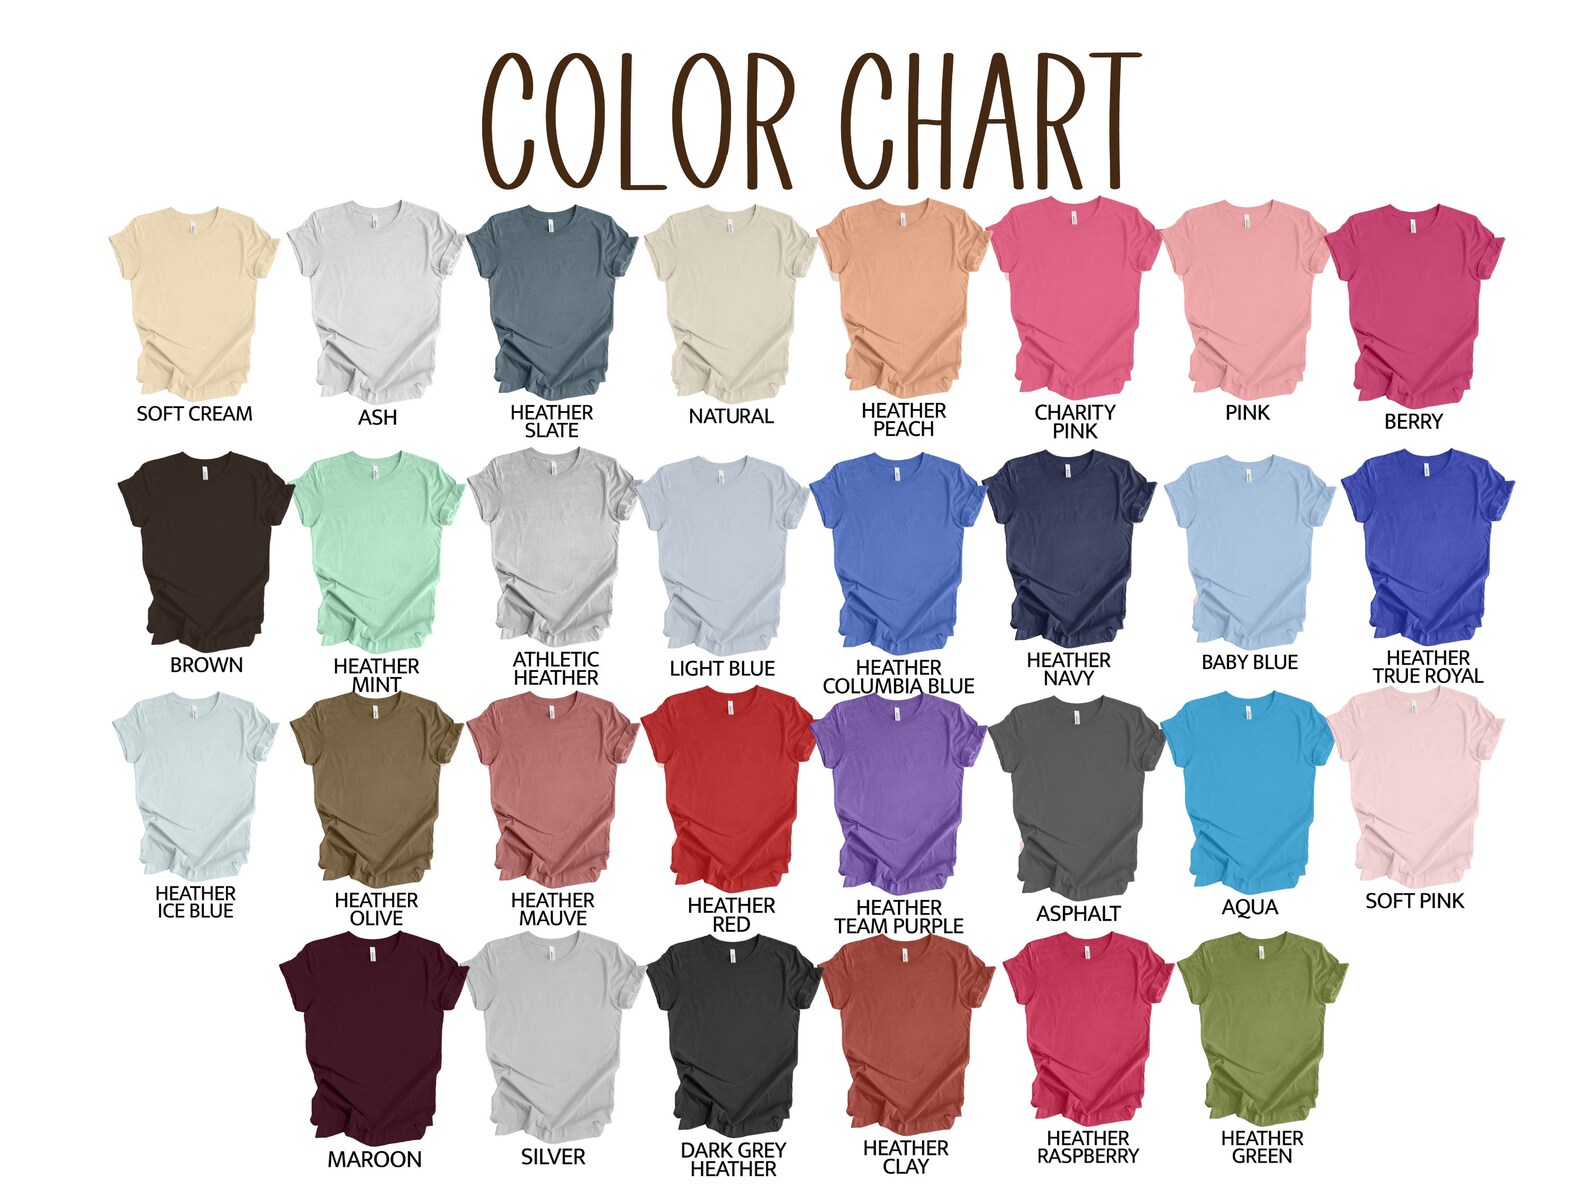 COLOR CHART
SOFT CREAM
ASH
HEATHER
SLATE
NATURAL
HEATHER
PEACH
CHARITY
PINK
PINK
BERRY
BROWN
HEATHER
MINT
ATHLETIC
HEATHER
LIGHT BLUE
HEATHER
COLUMBIA BLUE
HEATHER
NAVY
BABY BLUE
HEATHER
TRUE ROYAL
HEATHER
ICE BLUE
HEATHER
OLIVE
HEATHER
MAUVE
HEATHER
RED
HEATHER
TEAM PURPLE
ASPHALT
AQUA
SOFT PINK
MAROON
SILVER
DARK GREY
HEATHER
HEATHER
CLAY
HEATHER
RASPBERRY
HEATHER
GREEN